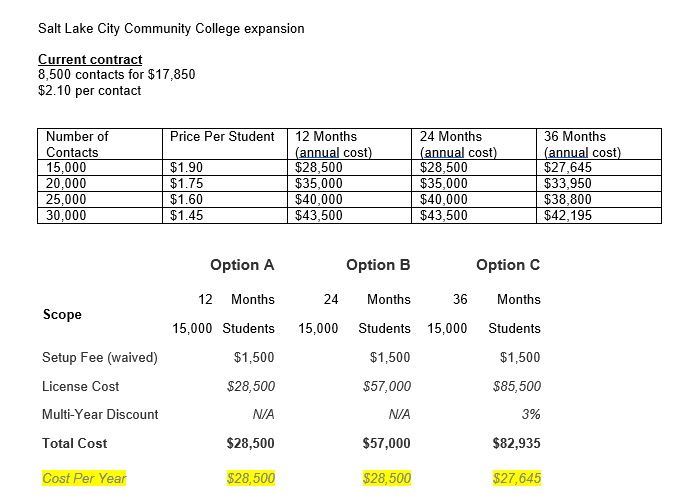 Salt Lake City Community College expansion
Current contract
8,500 contacts for $17,850
$2.10 per contact
Number of Contacts Price Per Student 12 Months (annual cost) 24 Months (annual cost) 36 Months (annual cost)
15,000 $1.90 $28,500 $28,500 $27,645
20,000 $1.75 $35,000 $35,000 $33,950
25,000 $1.60 $40,000 $40,000 $38,800
30,000 $1.45 $43,500 $43,500 $42,195
Option A Option B Option C
12 Months 24 Months 36 Months
Scope
15,000 Students 15,000 Students 15,000 Students
Setup Fee (waived) $1,500 $1,500 $1,500
License Cost $28,500 $57,000 $85,500
Multi-Year Discount N/A N/A 3%
Total Cost $28,500 $57,000 $82,935
Cost Per Year $28,500 $28,500 $27,645